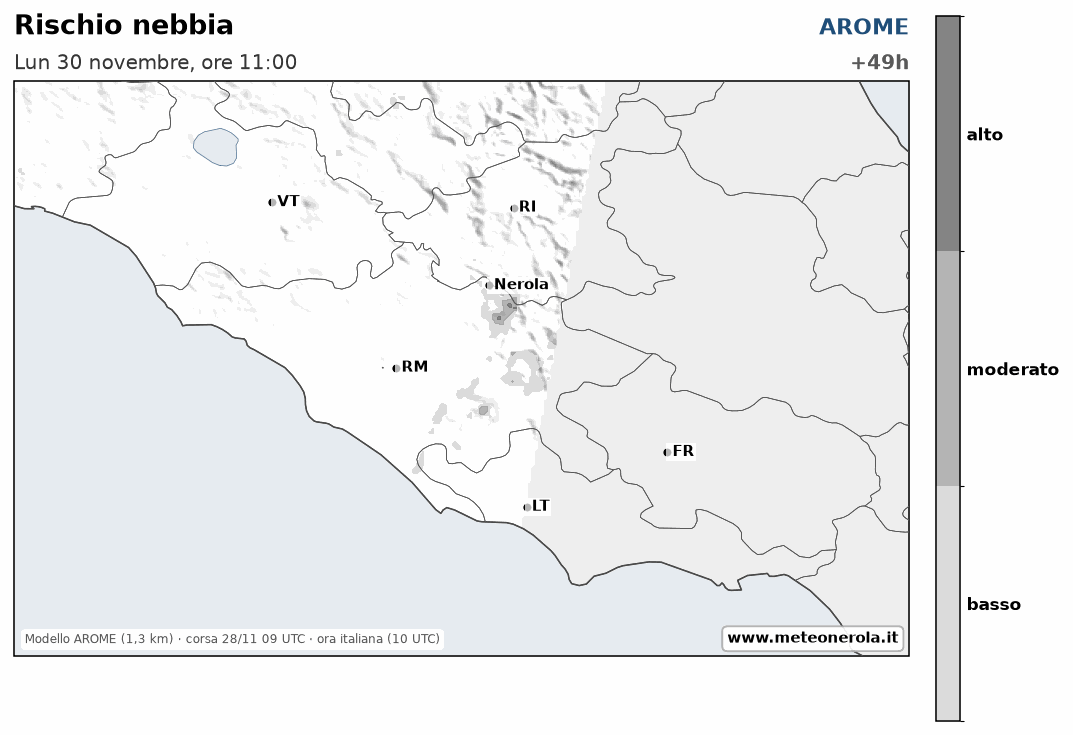 Rischio nebbia
AROME
Lun 30 novembre, ore 11:00
+49h
alto
VT
RI
Nerola
RM
moderato
FR
LT
basso
Modello AROME (1,3 km) · corsa 28/11 09 UTC · ora italiana (10 UTC)
www.meteonerola.it